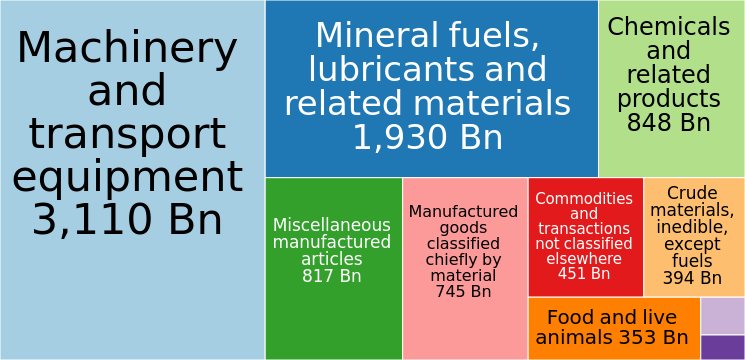 Machinery
and
transport
equipment
3,110 Bn
Mineral fuels,
lubricants and
related materials
1,930 Bn
Chemicals
and
related
products
848 Bn
Miscellaneous
manufactured
articles
817 Bn
Manufactured
goods
classified
chiefly by
material
745 Bn
Commodities
and
transactions
not classified
elsewhere
451 Bn
Crude
materials,
inedible,
except
fuels
394 Bn
Food and live
animals 353 Bn